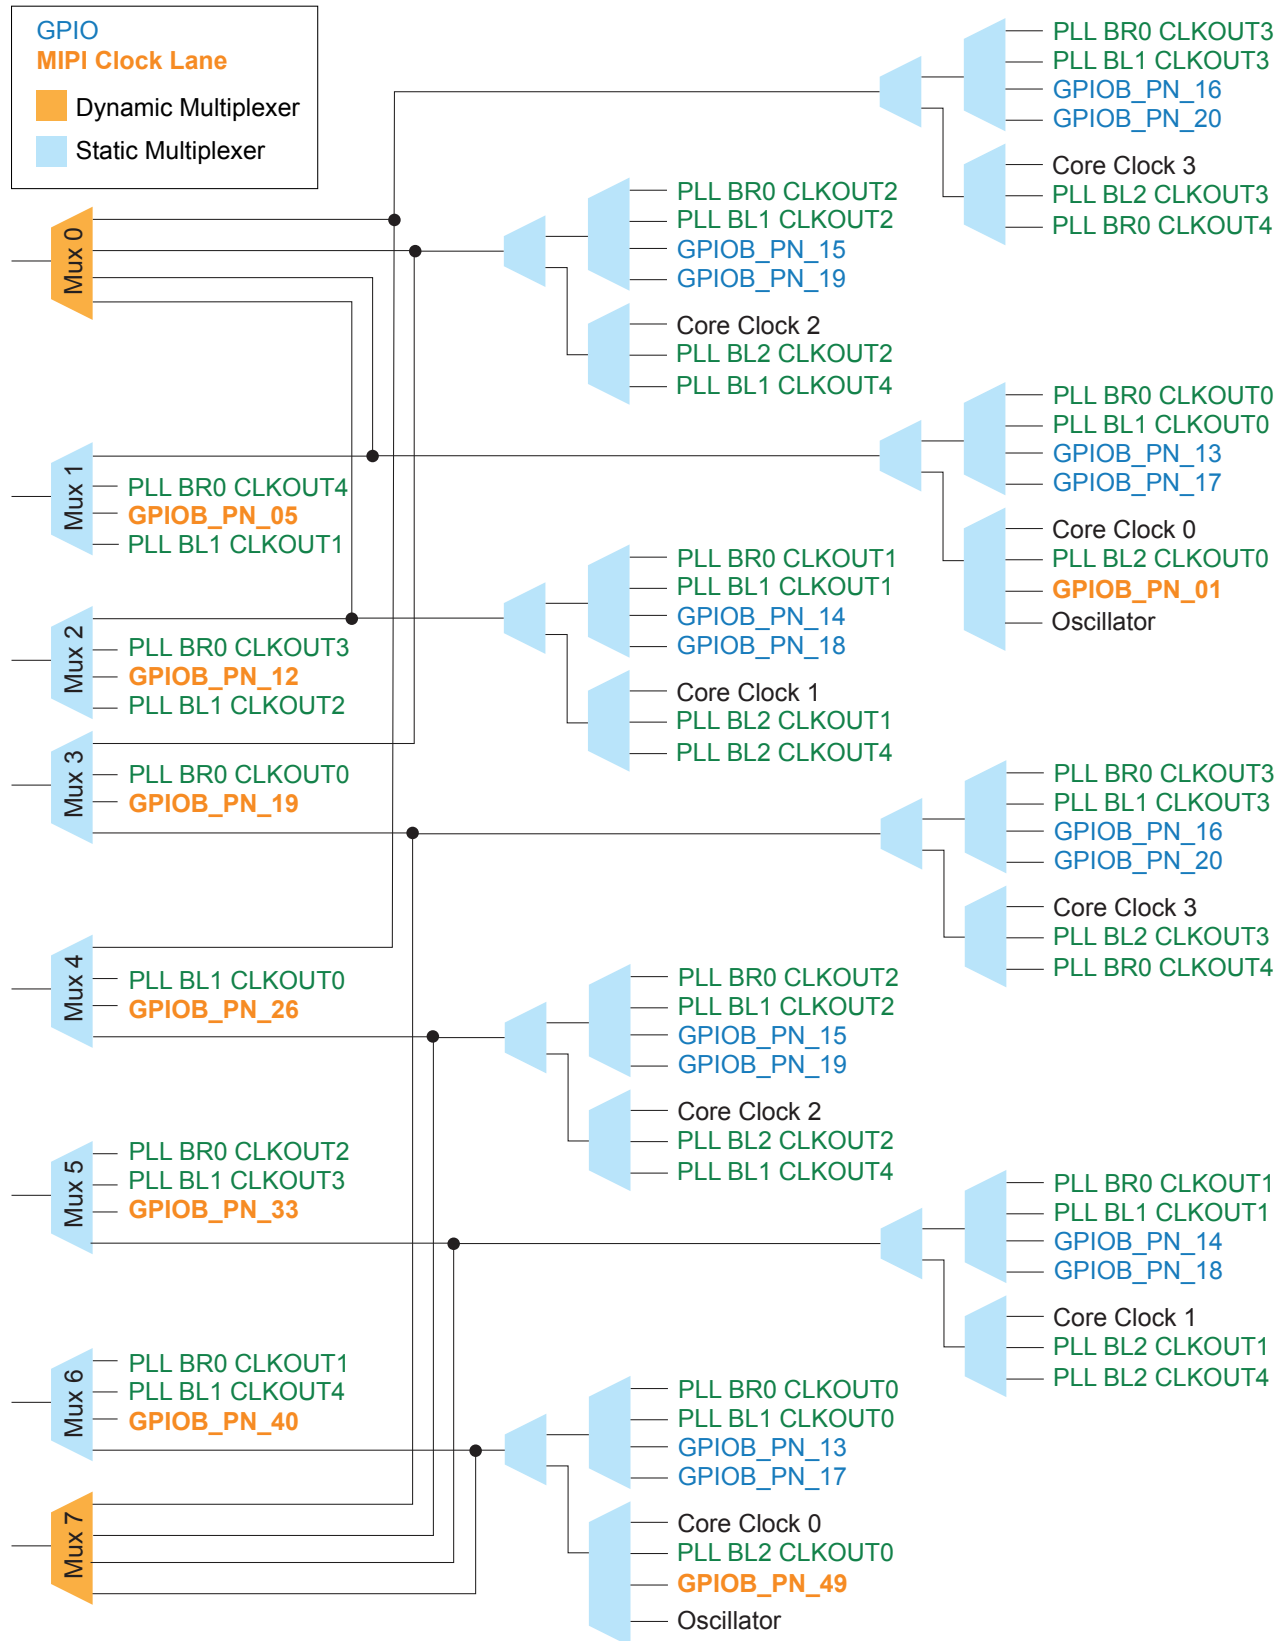 GPIO
MIPI Clock Lane
Dynamic Multiplexer
Static Multiplexer
PLL BR0 CLKOUT3
PLL BL1 CLKOUT3
GPIOB_PN_16
GPIOB_PN_20
Core Clock 3
PLL BL2 CLKOUT3
PLL BR0 CLKOUT4
Mux 0
PLL BR0 CLKOUT2
PLL BL1 CLKOUT2
GPIOB_PN_15
GPIOB_PN_19
Core Clock 2
PLL BL2 CLKOUT2
PLL BL1 CLKOUT4
PLL BR0 CLKOUT0
PLL BL1 CLKOUT0
GPIOB_PN_13
GPIOB_PN_17
Core Clock 0
PLL BL2 CLKOUT0
GPIOB_PN_01
Oscillator
Mux 1
PLL BR0 CLKOUT4
GPIOB_PN_05
PLL BL1 CLKOUT1
PLL BR0 CLKOUT1
PLL BL1 CLKOUT1
GPIOB_PN_14
GPIOB_PN_18
Core Clock 1
PLL BL2 CLKOUT1
PLL BL2 CLKOUT4
Mux 2
PLL BR0 CLKOUT3
GPIOB_PN_12
PLL BL1 CLKOUT2
Mux 3
PLL BR0 CLKOUT0
GPIOB_PN_19
PLL BR0 CLKOUT3
PLL BL1 CLKOUT3
GPIOB_PN_16
GPIOB_PN_20
Core Clock 3
PLL BL2 CLKOUT3
PLL BR0 CLKOUT4
Mux 4
PLL BL1 CLKOUT0
GPIOB_PN_26
PLL BR0 CLKOUT2
PLL BL1 CLKOUT2
GPIOB_PN_15
GPIOB_PN_19
Core Clock 2
PLL BL2 CLKOUT2
PLL BL1 CLKOUT4
Mux 5
PLL BR0 CLKOUT2
PLL BL1 CLKOUT3
GPIOB_PN_33
PLL BR0 CLKOUT1
PLL BL1 CLKOUT1
GPIOB_PN_14
GPIOB_PN_18
Core Clock 1
PLL BL2 CLKOUT1
PLL BL2 CLKOUT4
Mux 6
PLL BR0 CLKOUT1
PLL BL1 CLKOUT4
GPIOB_PN_40
PLL BR0 CLKOUT0
PLL BL1 CLKOUT0
GPIOB_PN_13
GPIOB_PN_17
Core Clock 0
PLL BL2 CLKOUT0
GPIOB_PN_49
Oscillator
Mux 7